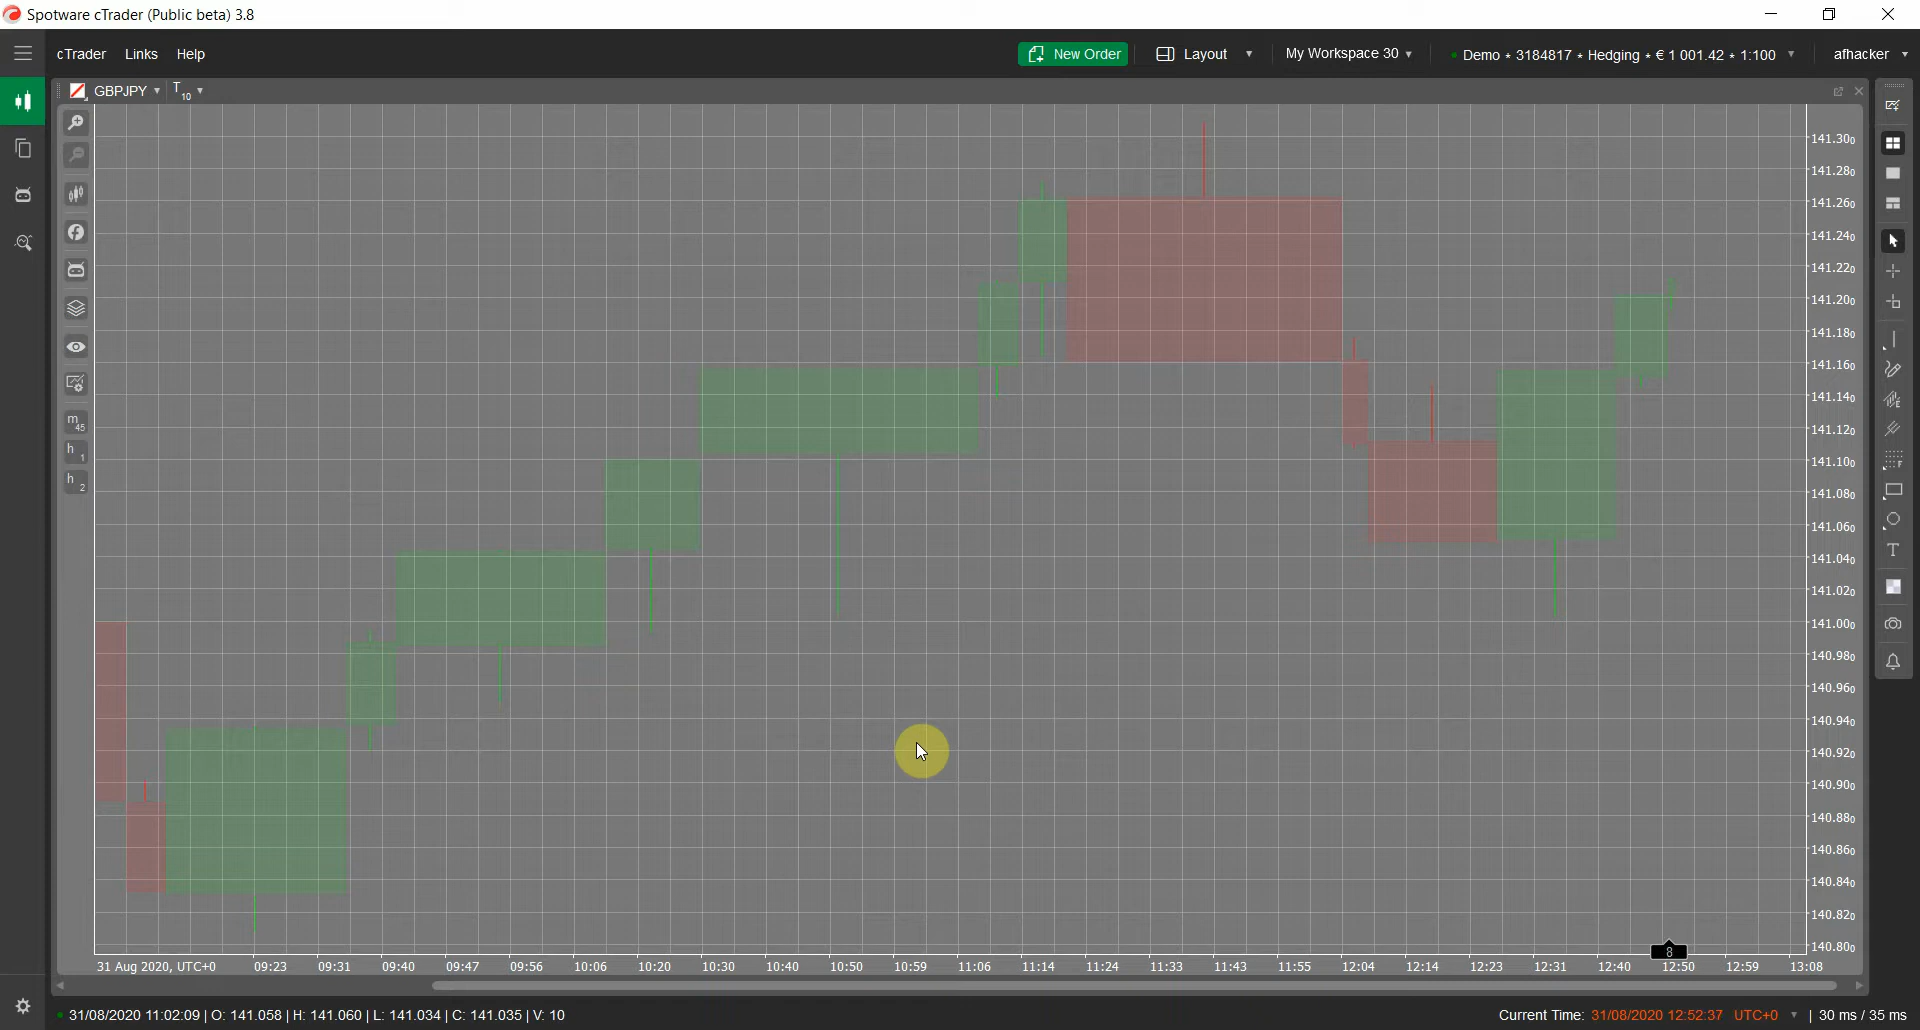 Spotware cTrader (Public beta) 3.8
cTrader Links Help
New Order Layout My Workspace 30 Demo • 3184817 • Hedging • € 1 001.42 • 1:100 afhacker
GBPJPY T10
141.300
141.280
141.260
141.240
141.220
141.200
141.180
141.160
141.140
141.120
141.100
141.080
141.060
141.040
141.020
141.000
140.980
140.960
140.940
140.920
140.900
140.880
140.860
140.840
140.820
140.800
m45
h1
h2
T
8
31 Aug 2020, UTC+0 09:23 09:31 09:40 09:47 09:56 10:06 10:20 10:30 10:40 10:50 10:59 11:06 11:14 11:24 11:33 11:43 11:55 12:04 12:14 12:23 12:31 12:40 12:50 12:59 13:08
31/08/2020 11:02:09 | O: 141.058 | H: 141.060 | L: 141.034 | C: 141.035 | V: 10
Current Time: 31/08/2020 12:52:37 UTC+0 | 30 ms / 35 ms